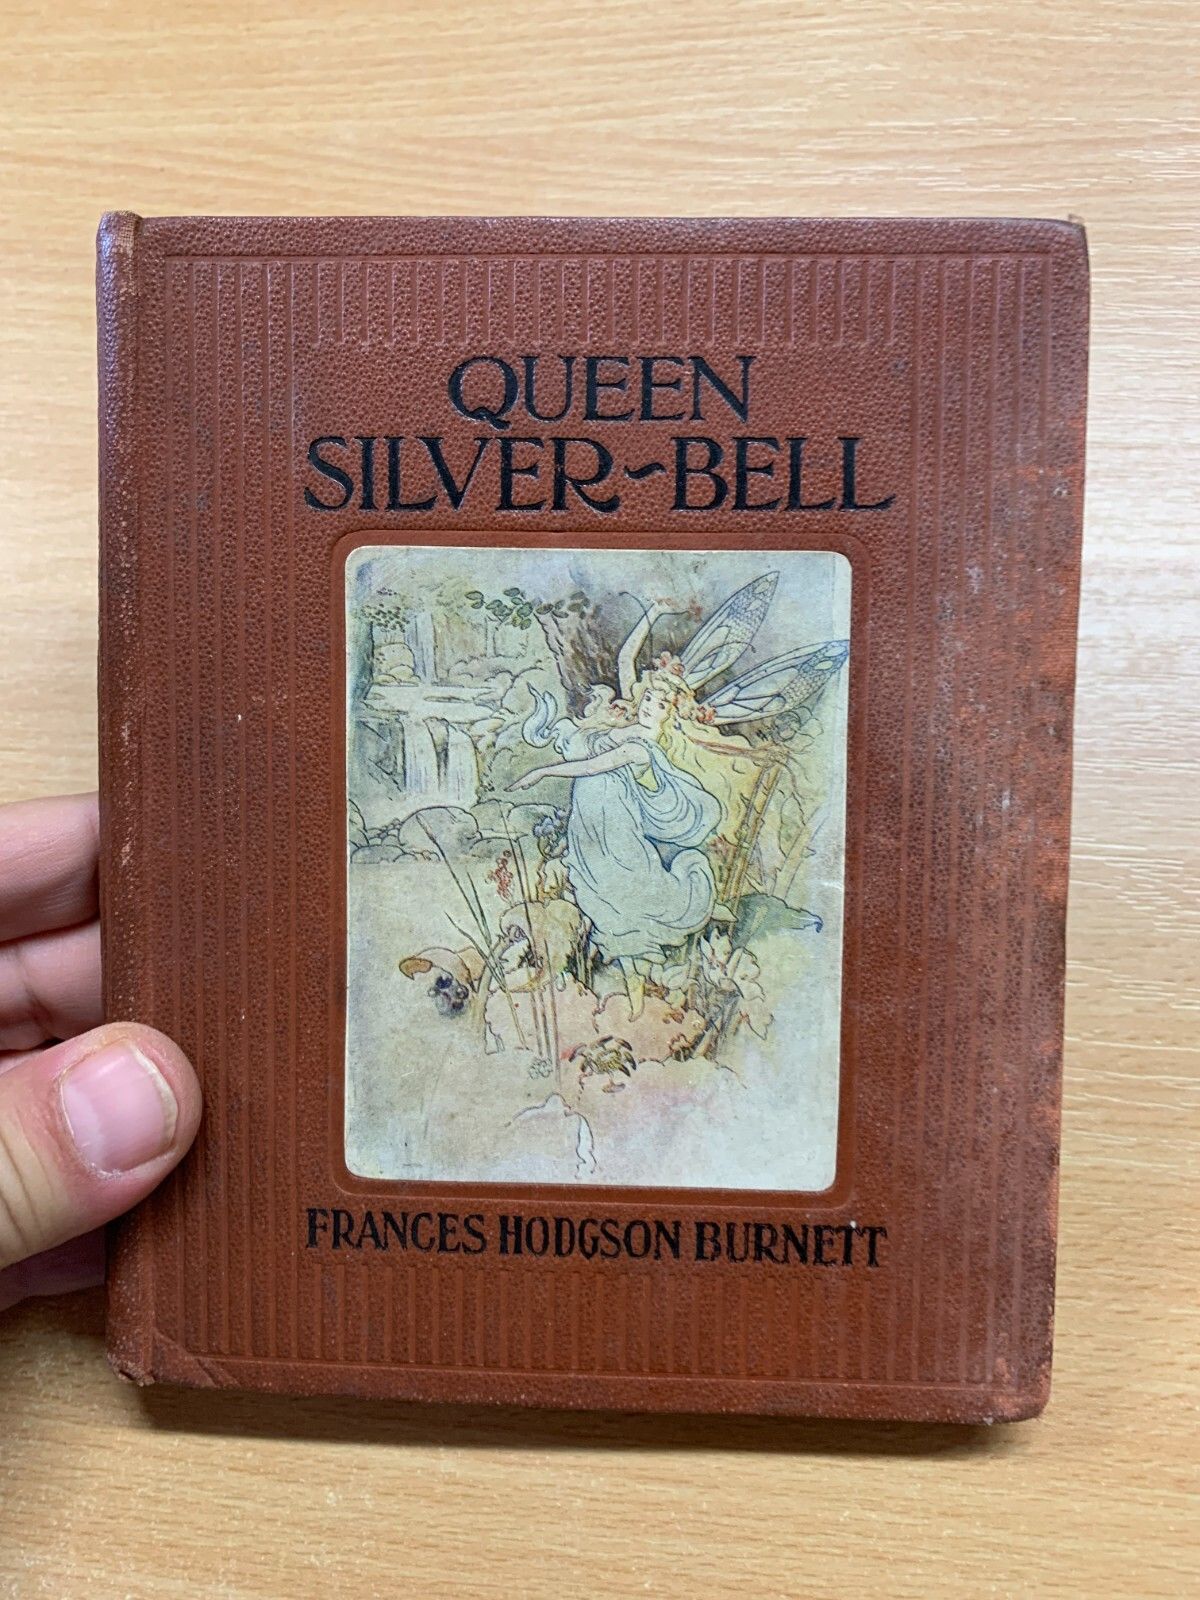 QUEEN
SILVER~BELL
FRANCES HODGSON BURNETT